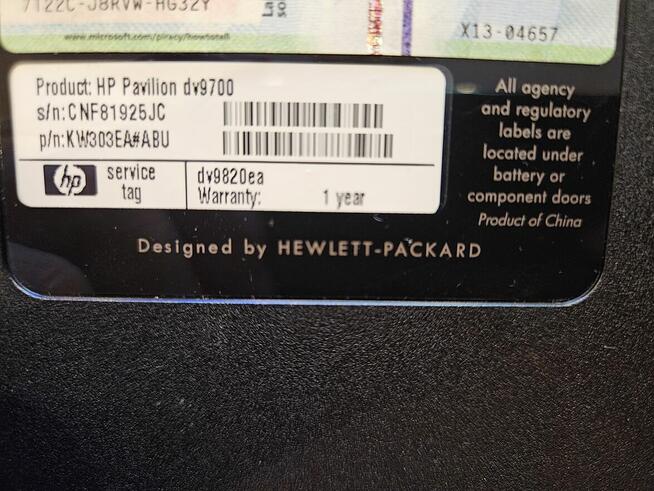 7122C-J8RVW-HG32Y
www.microsoft.com/piracy/howtotell
X13-04657
Product: HP Pavilion dv9700
s/n:CNF81925JC
p/n:KW303EA#ABU
hp
service
tag
dv9820ea
Warranty: 1 year
All agency
and regulatory
labels are
located under
battery or
component doors
Product of China
Designed by HEWLETT-PACKARD